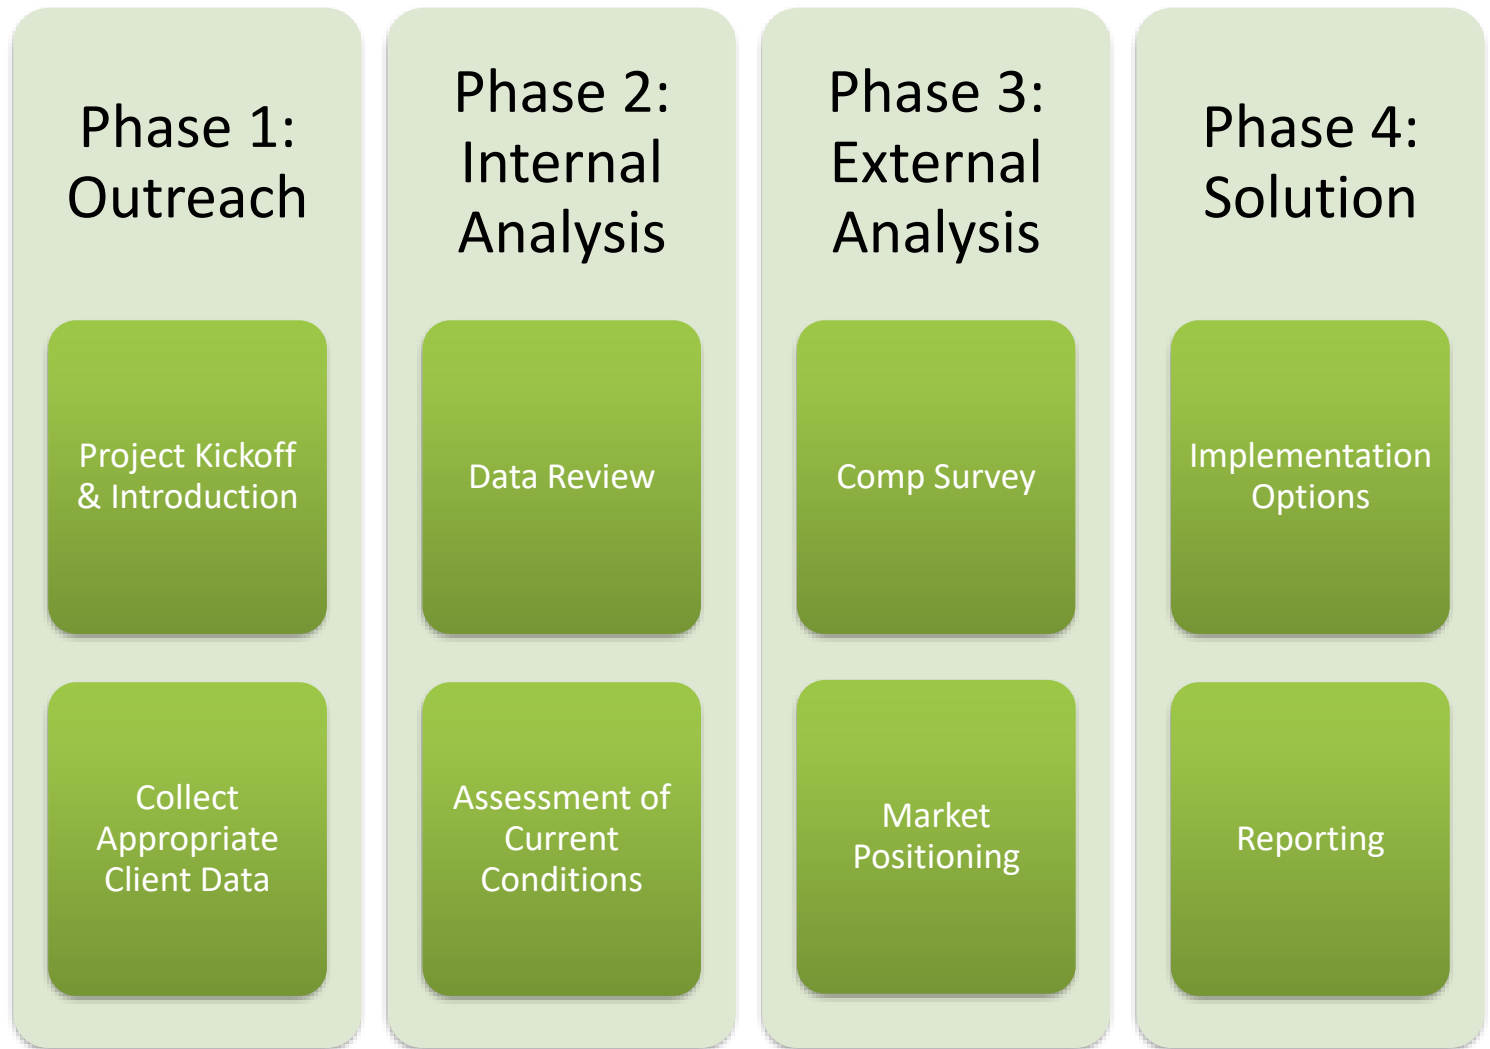 Phase 1:
Outreach
Project Kickoff
& Introduction
Collect
Appropriate
Client Data
Phase 2:
Internal
Analysis
Data Review
Assessment of
Current
Conditions
Phase 3:
External
Analysis
Comp Survey
Market
Positioning
Phase 4:
Solution
Implementation
Options
Reporting